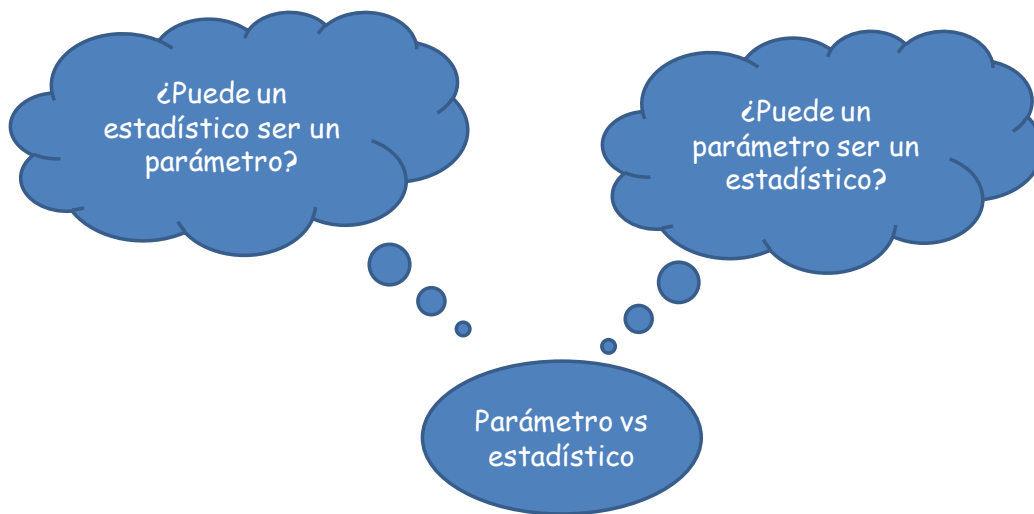 ¿Puede un
estadístico ser un
parámetro?
¿Puede un
parámetro ser un
estadístico?
Parámetro vs
estadístico